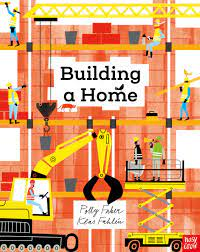 Building
a Home
Polly Faber
Klas Fahlén
nosy
crow